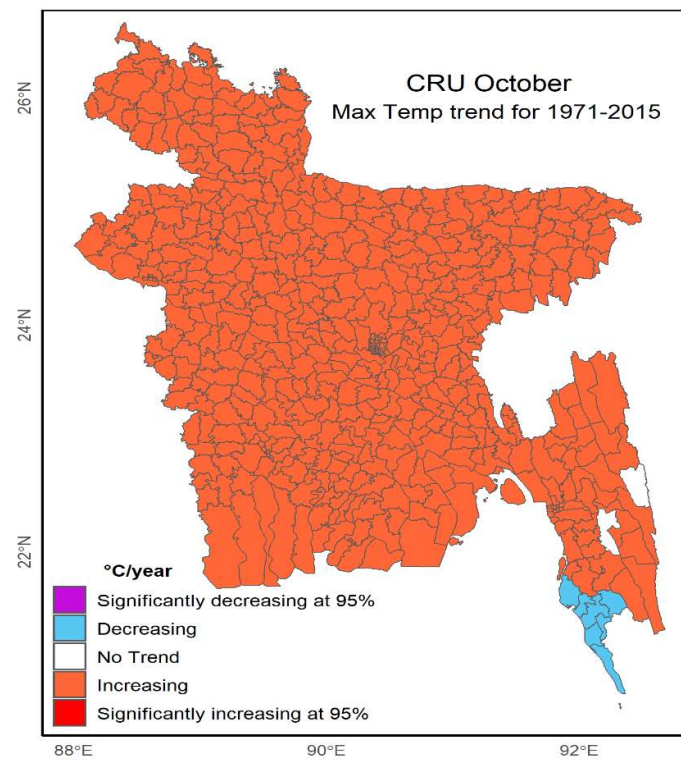 CRU October
Max Temp trend for 1971-2015
26°N
24°N
22°N
°C/year
Significantly decreasing at 95%
Decreasing
No Trend
Increasing
Significantly increasing at 95%
88°E
90°E
92°E